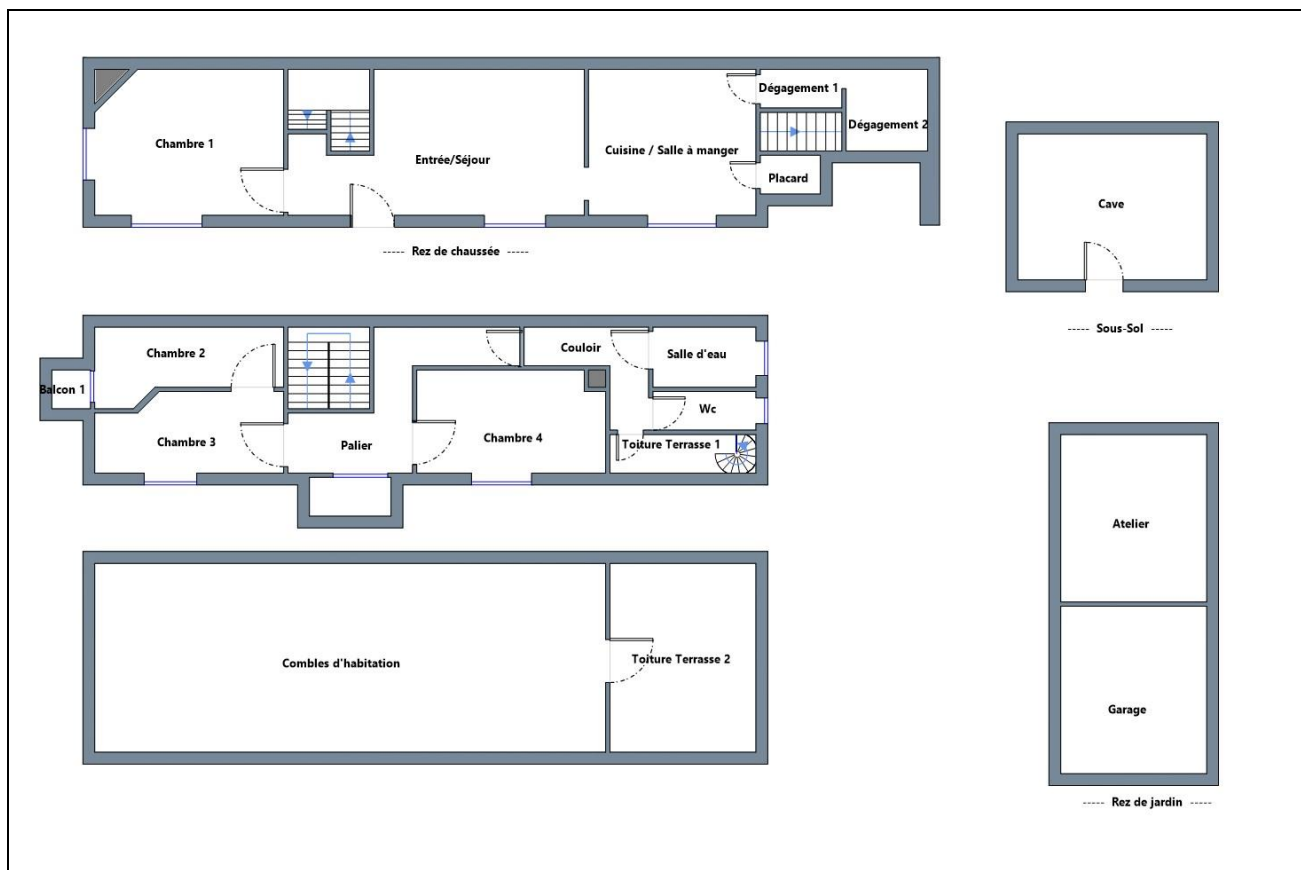 Dégagement 1
Dégagement 2
Chambre 1
Entrée/Séjour
Cuisine / Salle à manger
Placard
----- Rez de chaussée -----
Cave
--- Sous-Sol ---
Chambre 2
Couloir
Salle d'eau
Balcon 1
Wc
Chambre 3
Palier
Chambre 4
Toiture Terrasse 1
Atelier
Combles d'habitation
Toiture Terrasse 2
Garage
--- Rez de jardin ----